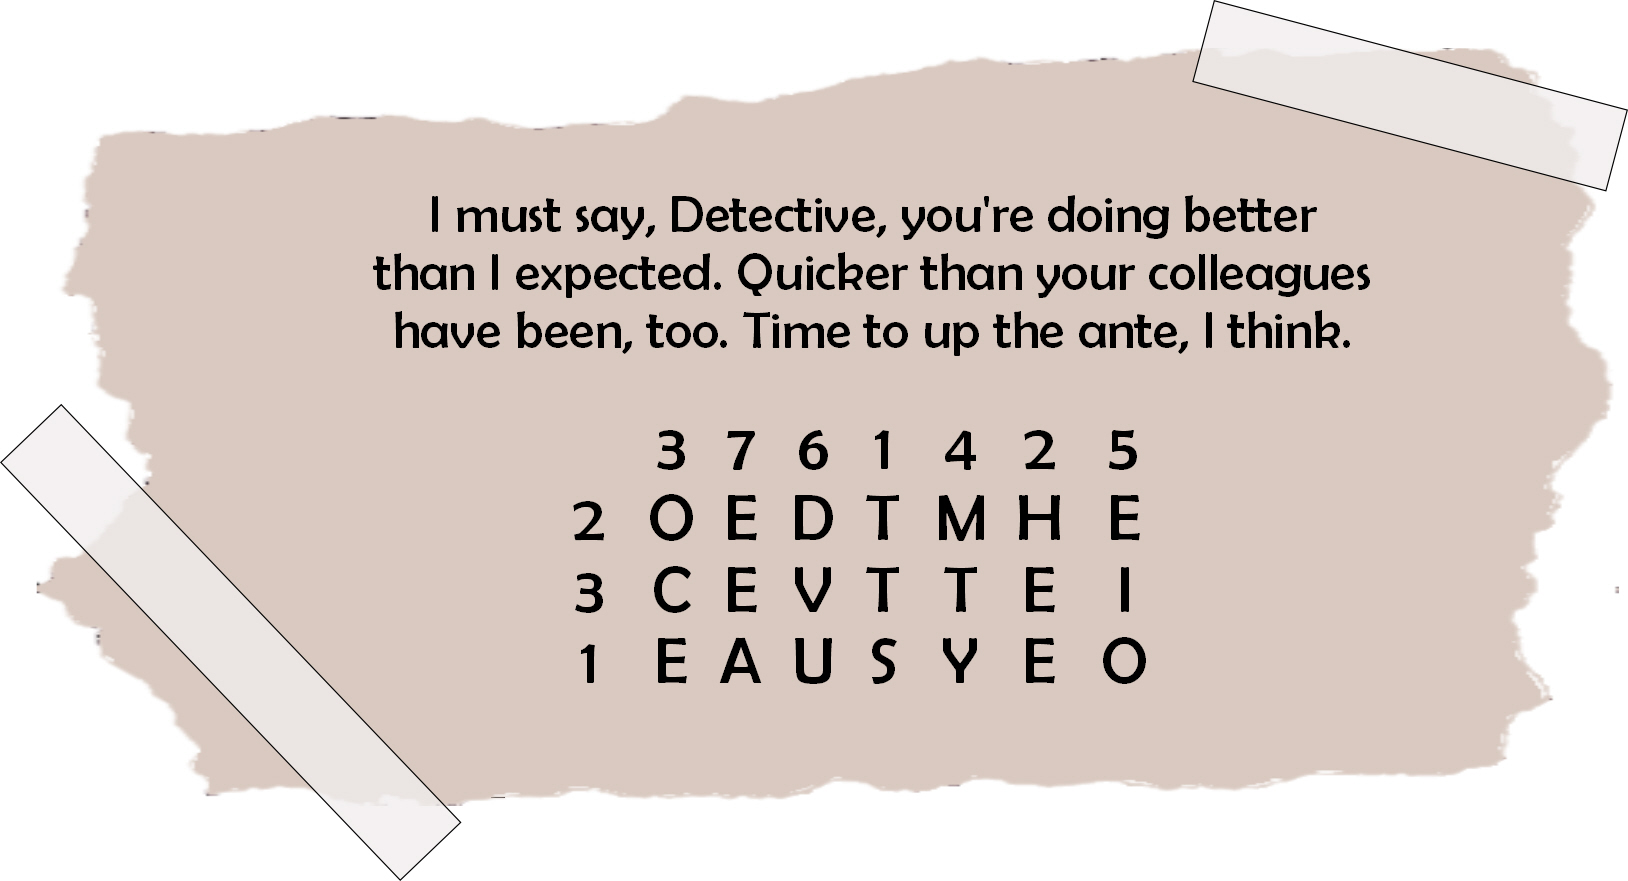 I must say, Detective, you're doing better
than I expected. Quicker than your colleagues
have been, too. Time to up the ante, I think.
3 7 6 1 4 2 5
2 O E D T M H E
3 C E V T T E I
1 E A U S Y E O